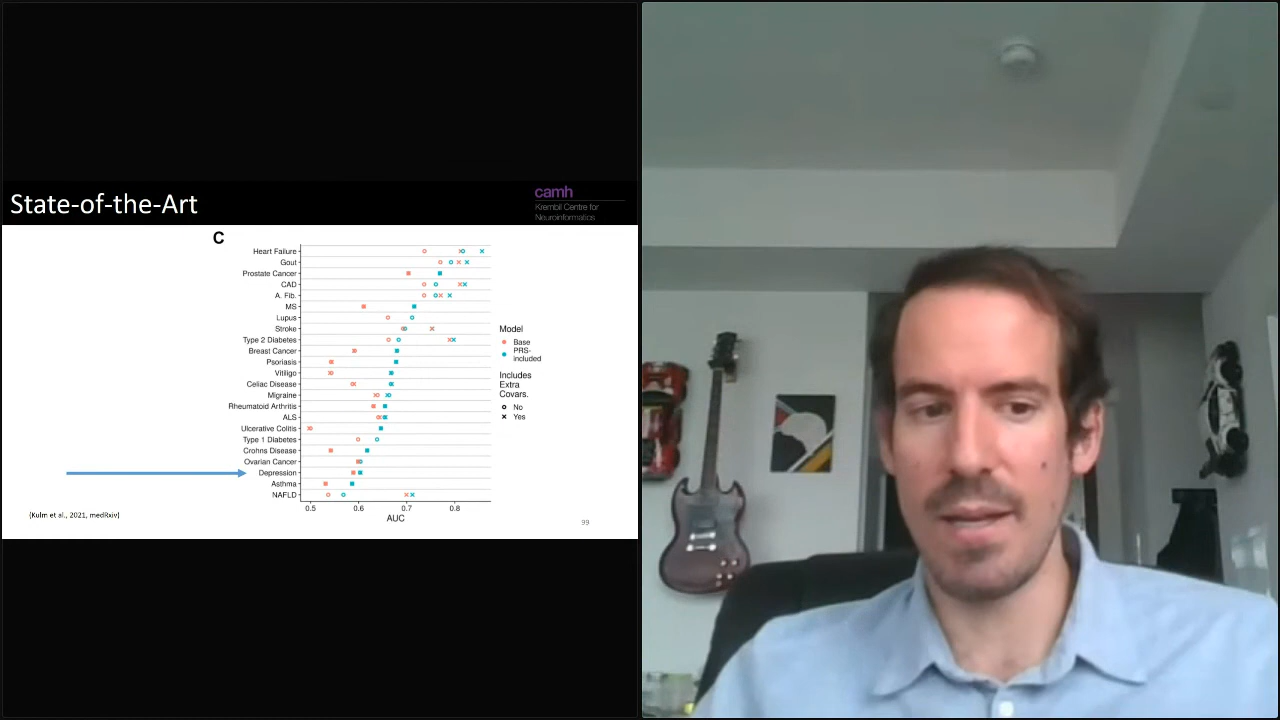 State-of-the-Art
camh
Krembil Centre for
Neuroinformatics
C
Heart Failure
Gout
Prostate Cancer
CAD
A. Fib.
MS
Lupus
Stroke
Type 2 Diabetes
Breast Cancer
Psoriasis
Vitiligo
Celiac Disease
Migraine
Rheumatoid Arthritis
ALS
Ulcerative Colitis
Type 1 Diabetes
Crohns Disease
Ovarian Cancer
Depression
Asthma
NAFLD
0.5 0.6 0.7 0.8
AUC
Model
Base
PRS-
included
Includes
Extra
Covars.
No
Yes
(Kulm et al., 2021, medRxiv)
99